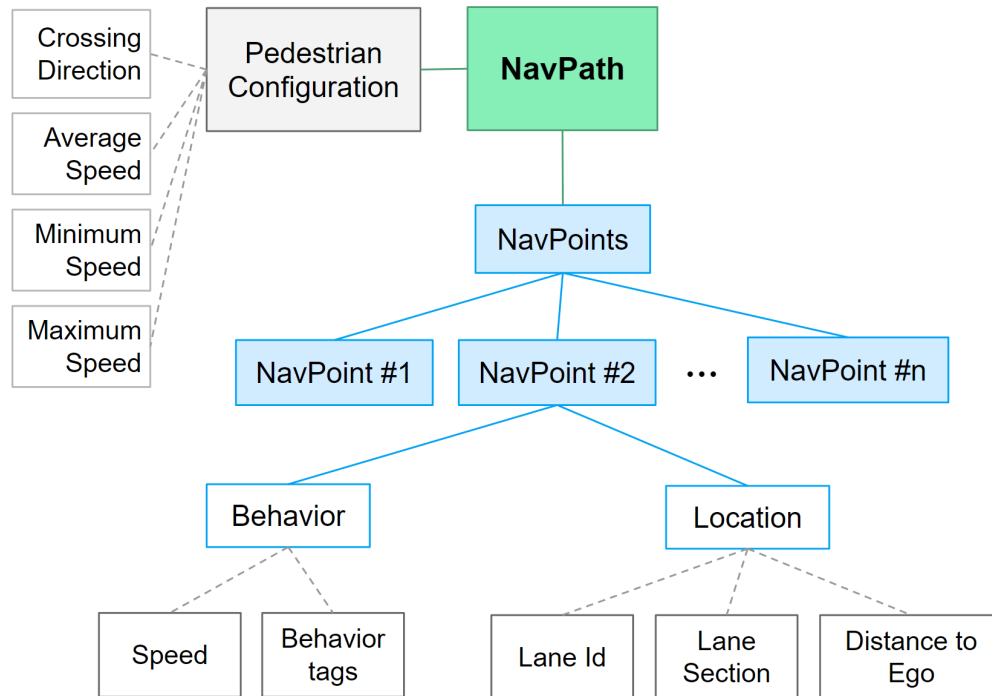 Crossing
Direction
Pedestrian
Configuration
NavPath
Average
Speed
Minimum
Speed
Maximum
Speed
NavPoints
NavPoint #1
NavPoint #2
...
NavPoint #n
Behavior
Location
Speed
Behavior
tags
Lane Id
Lane
Section
Distance to
Ego